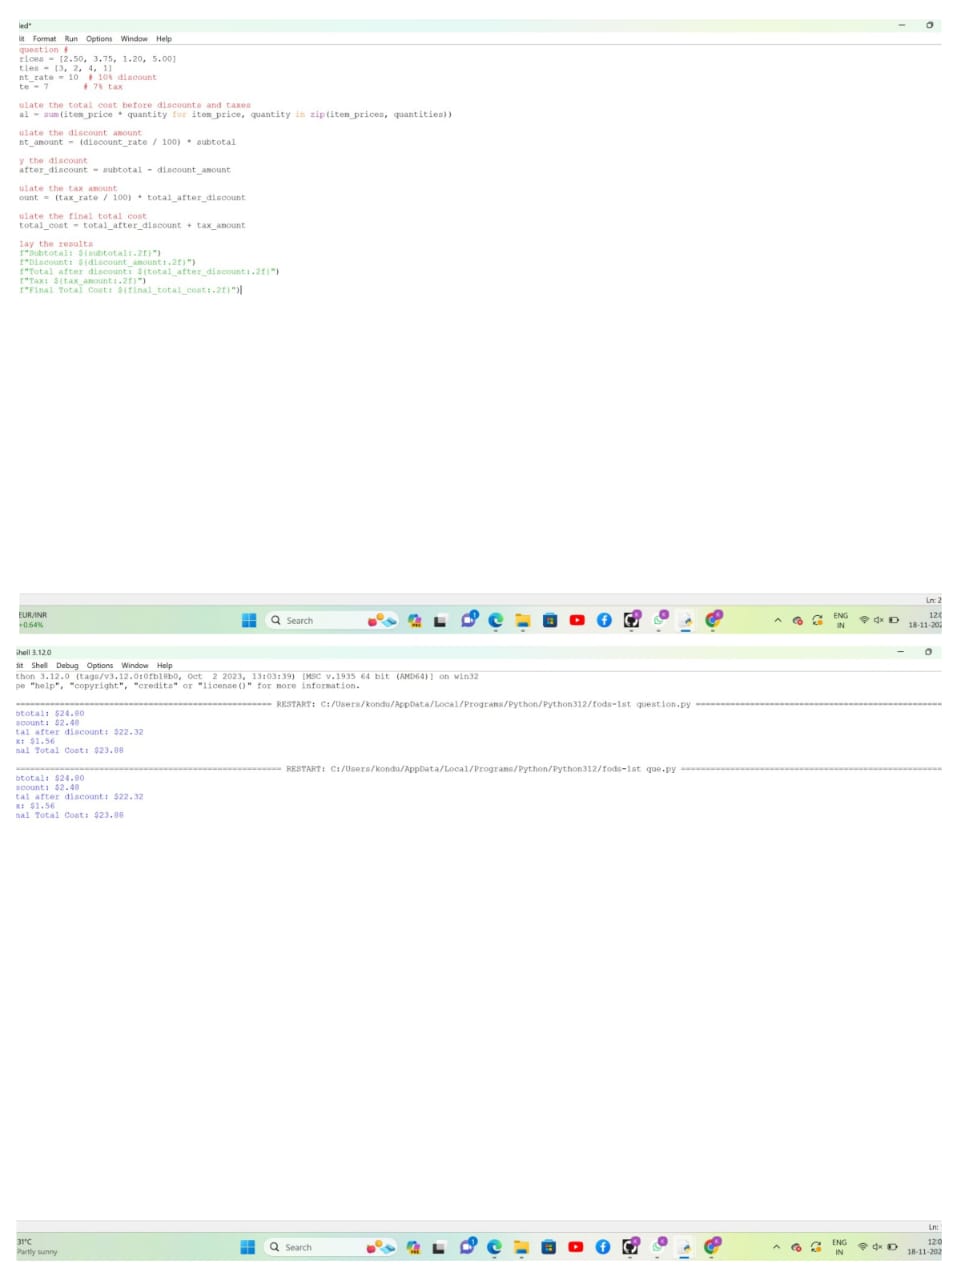 led*
lit Format Run Options Window Help
question #
rices = [2.50, 3.75, 1.20, 5.00]
ties = [3, 2, 4, 1]
nt_rate = 10 # 10% discount
te = 7 # 7% tax
ulate the total cost before discounts and taxes
al = sum(item_price * quantity for item_price, quantity in zip(item_prices, quantities))
ulate the discount amount
nt_amount = (discount_rate / 100) * subtotal
y the discount
after_discount = subtotal - discount_amount
ulate the tax amount
ount = (tax_rate / 100) * total_after_discount
ulate the final total cost
total_cost = total_after_discount + tax_amount
lay the results
f"Subtotal: ${subtotal:.2f}")
f"Discount: ${discount_amount:.2f}")
f"Total after discount: ${total_after_discount:.2f}")
f"Tax: ${tax_amount:.2f}")
f"Final Total Cost: ${final_total_cost:.2f}")
Ln: 2
EUR/INR
+0.64%
Search
ENG
IN
12:0
18-11-202
Shell 3.12.0
dit Shell Debug Options Window Help
thon 3.12.0 (tags/v3.12.0:0fb18b0, Oct 2 2023, 13:03:39) [MSC v.1935 64 bit (AMD64)] on win32
pe "help", "copyright", "credits" or "license()" for more information.
RESTART: C:/Users/kondu/AppData/Local/Programs/Python/Python312/fods-1st question.py
btotal: $24.80
scount: $2.48
tal after discount: $22.32
x: $1.56
nal Total Cost: $23.88
RESTART: C:/Users/kondu/AppData/Local/Programs/Python/Python312/fods-1st que.py
btotal: $24.80
scount: $2.48
tal after discount: $22.32
x: $1.56
nal Total Cost: $23.88
Ln:
31°C
Partly sunny
Search
ENG
IN
12:0
18-11-202